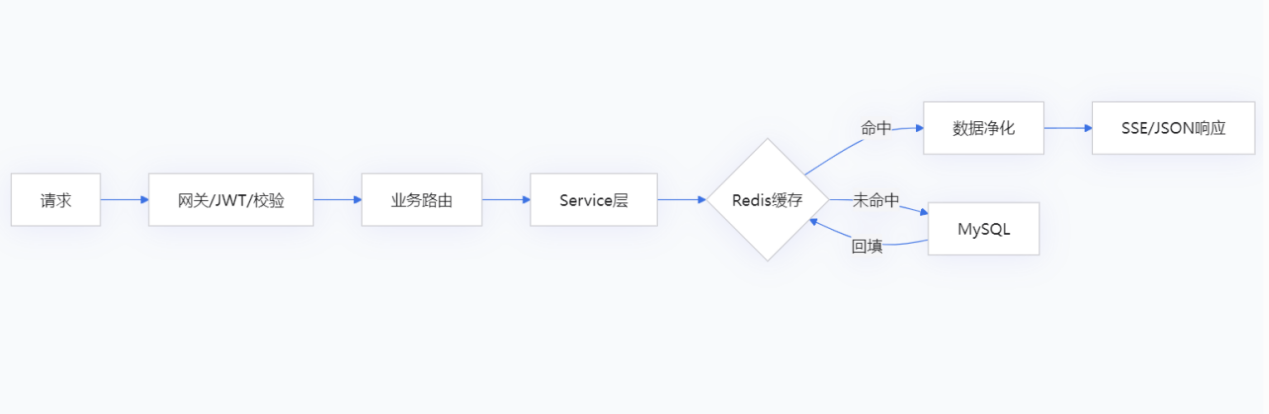 请求
网关/JWT/校验
业务路由
Service层
Redis缓存
命中
数据净化
SSE/JSON响应
未命中
MySQL
回填